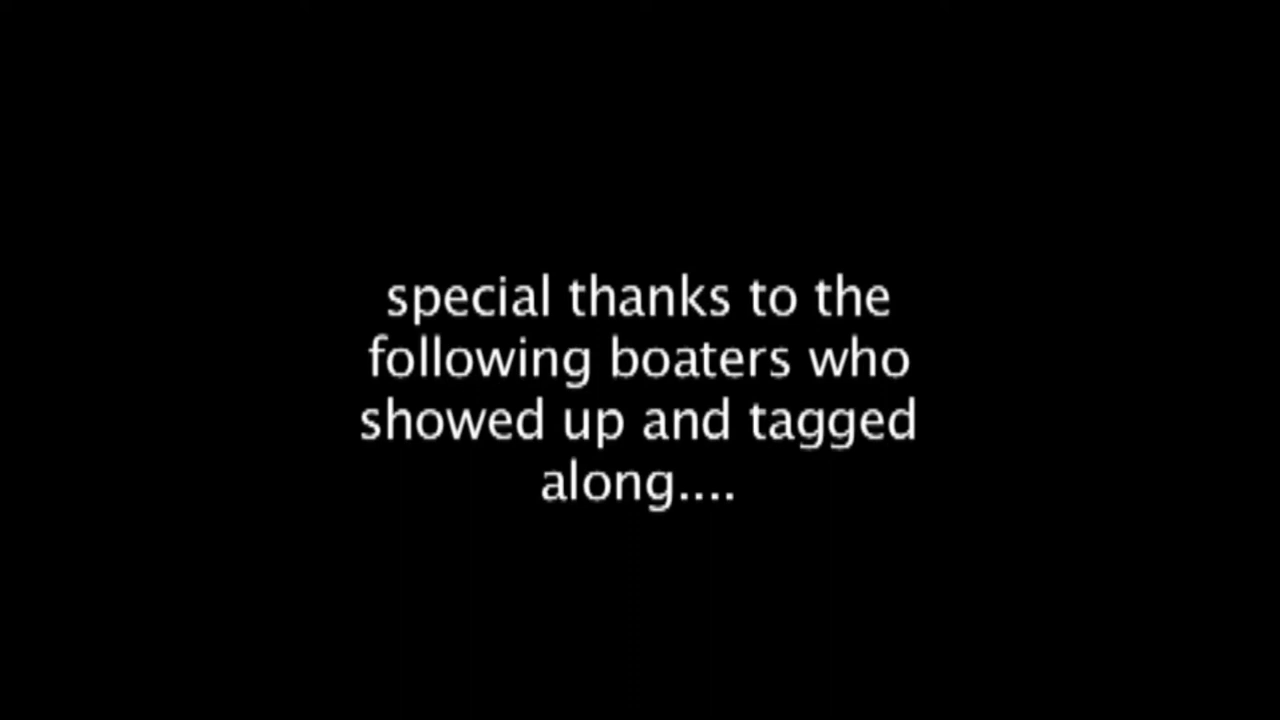 special thanks to the
following boaters who
showed up and tagged
along....